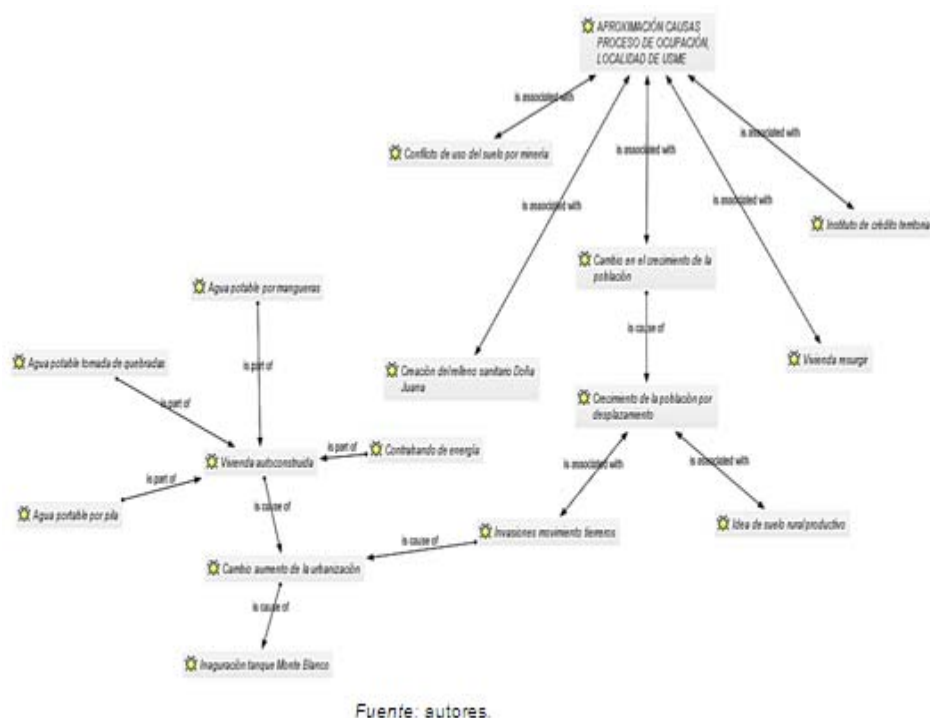 APROXIMACIÓN CAUSAS
PROCESO DE OCUPACIÓN,
LOCALIDAD DE USME
is associated with
is associated with
is associated with
is associated with
is associated with
Conflicto de uso del suelo por minería
Instituto de crédito territorial
Cambio en el crecimiento de la
población
Agua potable por mangueras
is cause of
is part of
Agua potable tomada de quebradas
Vivienda resurgir
Creación del relleno sanitario Doña
Juana
Crecimiento de la población por
desplazamiento
is part of
is part of
Contrabando de energía
Vivienda autoconstruida
is associated with
is associated with
is part of
Agua portable por pila
is cause of
Invasiones movimiento tierreros
Idea de suelo rural productivo
is cause of
Cambio aumento de la urbanización
is cause of
Inaguración tanque Monte Blanco
Fuente: autores.